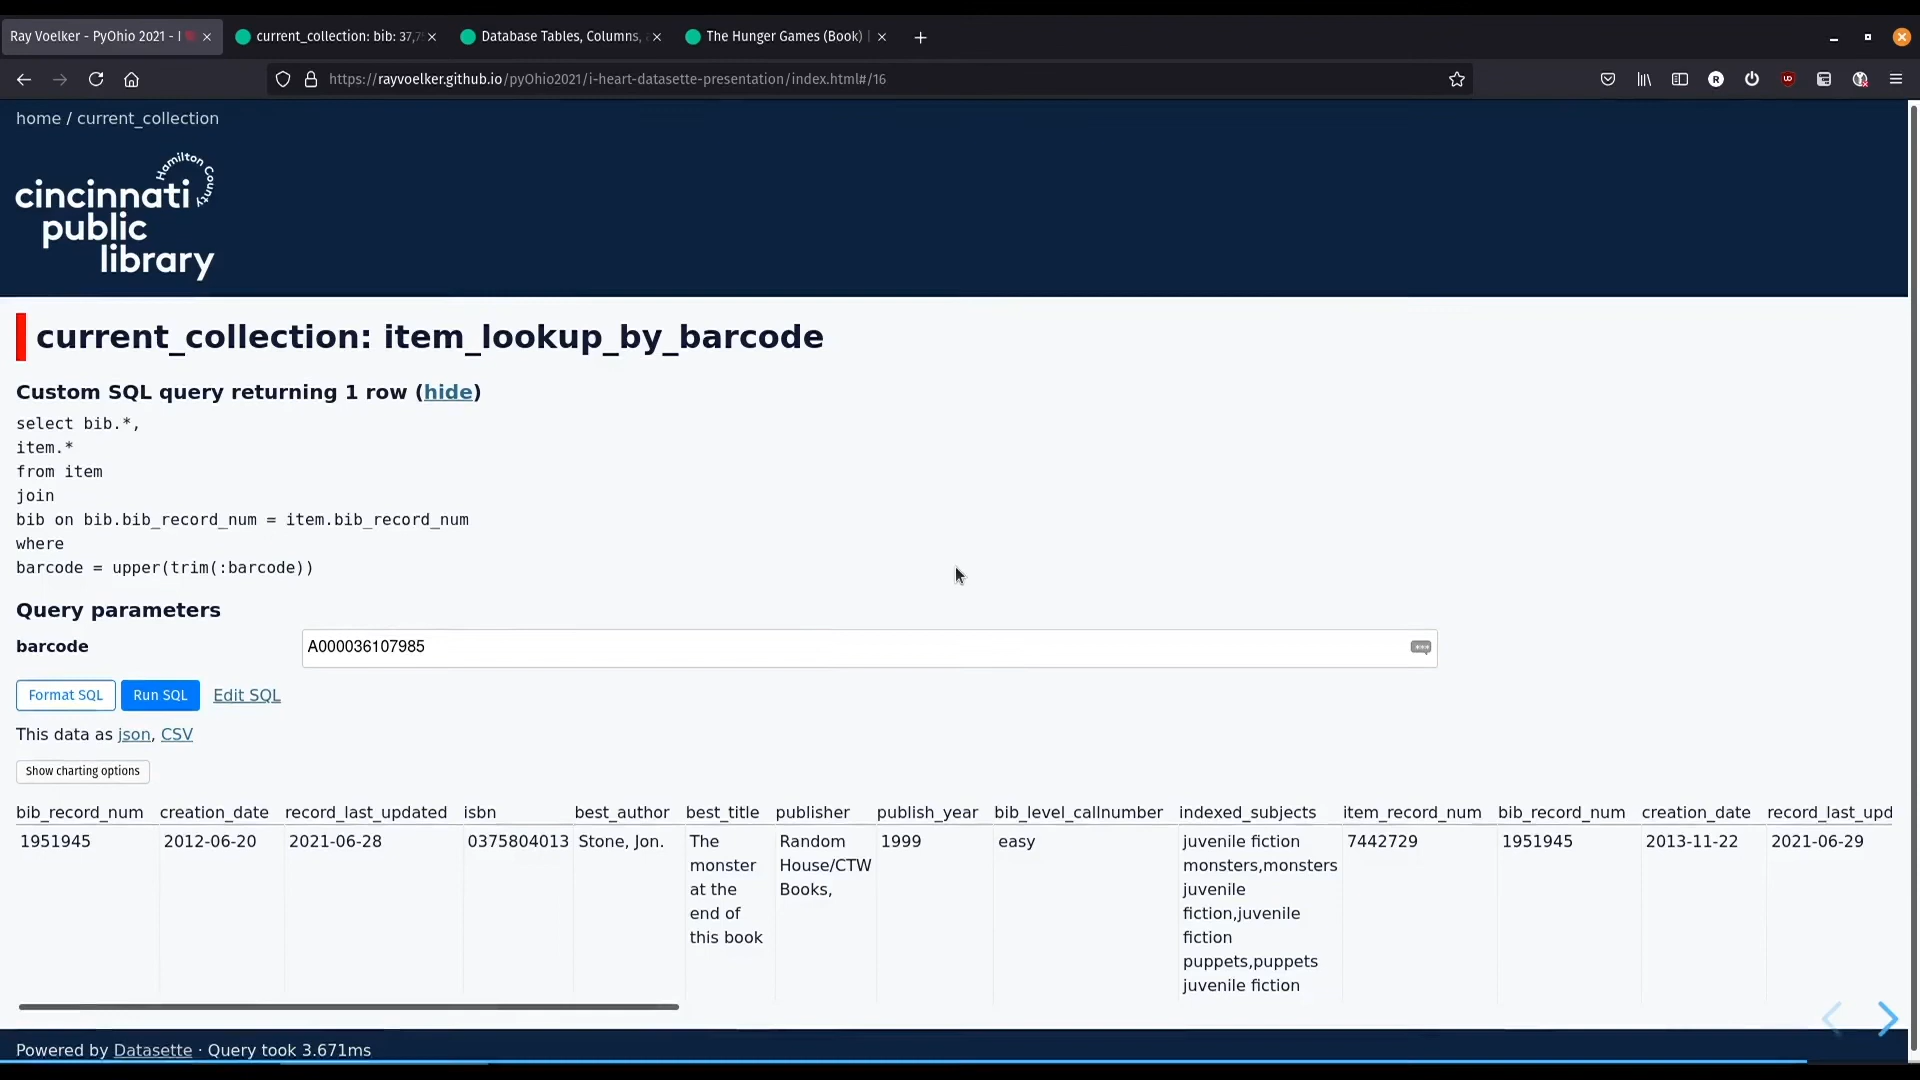 Ray Voelker - PyOhio 2021 - I
current_collection: bib: 37,7
Database Tables, Columns,
The Hunger Games (Book)
https://rayvoelker.github.io/pyOhio2021/i-heart-datasette-presentation/index.html#/16
home / current_collection
Hamilton County
cincinnati
public
library
current_collection: item_lookup_by_barcode
Custom SQL query returning 1 row (hide)
select bib.*,
item.*
from item
join
bib on bib.bib_record_num = item.bib_record_num
where
barcode = upper(trim(:barcode))
Query parameters
barcode A000036107985
Format SQL Run SQL Edit SQL
This data as json, CSV
Show charting options
bib_record_num creation_date record_last_updated isbn best_author best_title publisher publish_year bib_level_callnumber indexed_subjects item_record_num bib_record_num creation_date record_last_upd
1951945 2012-06-20 2021-06-28 0375804013 Stone, Jon. The Random 1999 easy juvenile fiction 7442729 1951945 2013-11-22 2021-06-29
monster House/CTW monsters,monsters
at the Books, juvenile
end of fiction,juvenile
this book fiction
puppets,puppets
juvenile fiction
Powered by Datasette · Query took 3.671ms